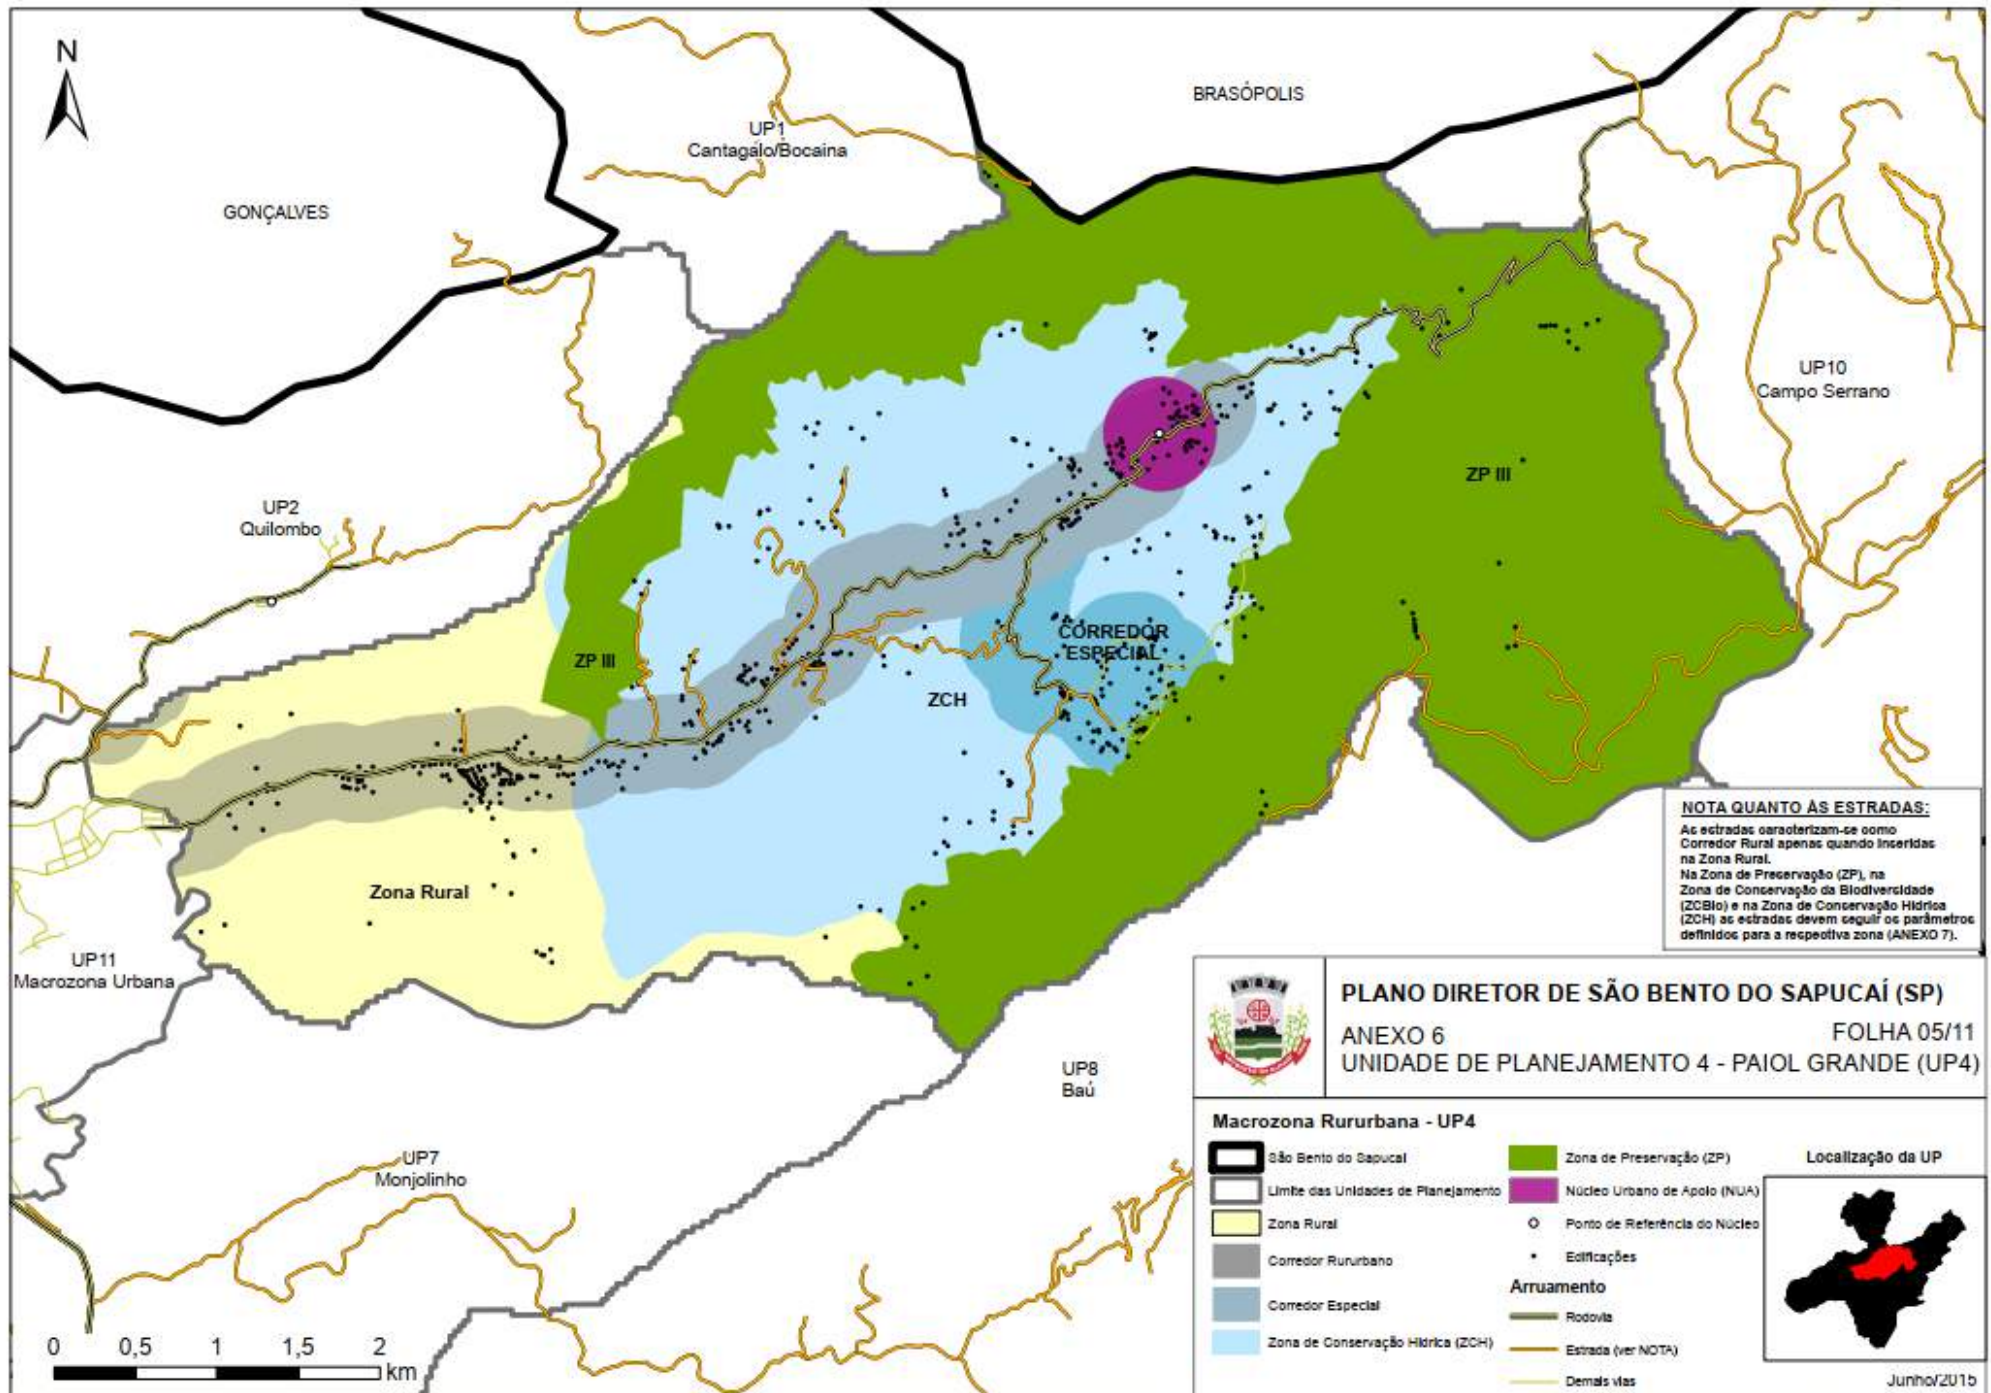 N
BRASÓPOLIS
UP1
Cantagalo/Bocaina
GONÇALVES
UP10
Campo Serrano
UP2
Quilombo
ZP III
ZP III
CORREDOR
ESPECIAL
ZCH
Zona Rural
UP11
Macrozona Urbana
UP8
Baú
UP7
Monjolinho
NOTA QUANTO ÀS ESTRADAS:
As estradas caracterizam-se como
Corredor Rural apenas quando inseridas
na Zona Rural.
Na Zona de Preservação (ZP), na
Zona de Conservação da Biodiversidade
(ZCBio) e na Zona de Conservação Hídrica
(ZCH) as estradas devem seguir os parâmetros
definidos para a respectiva zona (ANEXO 7).
PLANO DIRETOR DE SÃO BENTO DO SAPUCAÍ (SP)
ANEXO 6 FOLHA 05/11
UNIDADE DE PLANEJAMENTO 4 - PAIOL GRANDE (UP4)
Macrozona Rururbana - UP4
São Bento do Sapucaí
Limite das Unidades de Planejamento
Zona Rural
Corredor Rururbano
Corredor Especial
Zona de Conservação Hídrica (ZCH)
Zona de Preservação (ZP)
Núcleo Urbano de Apoio (NUA)
Ponto de Referência do Núcleo
Edificações
Arruamento
Rodovia
Estrada (ver NOTA)
Demais vias
Localização da UP
Junho/2015
0 0,5 1 1,5 2
km